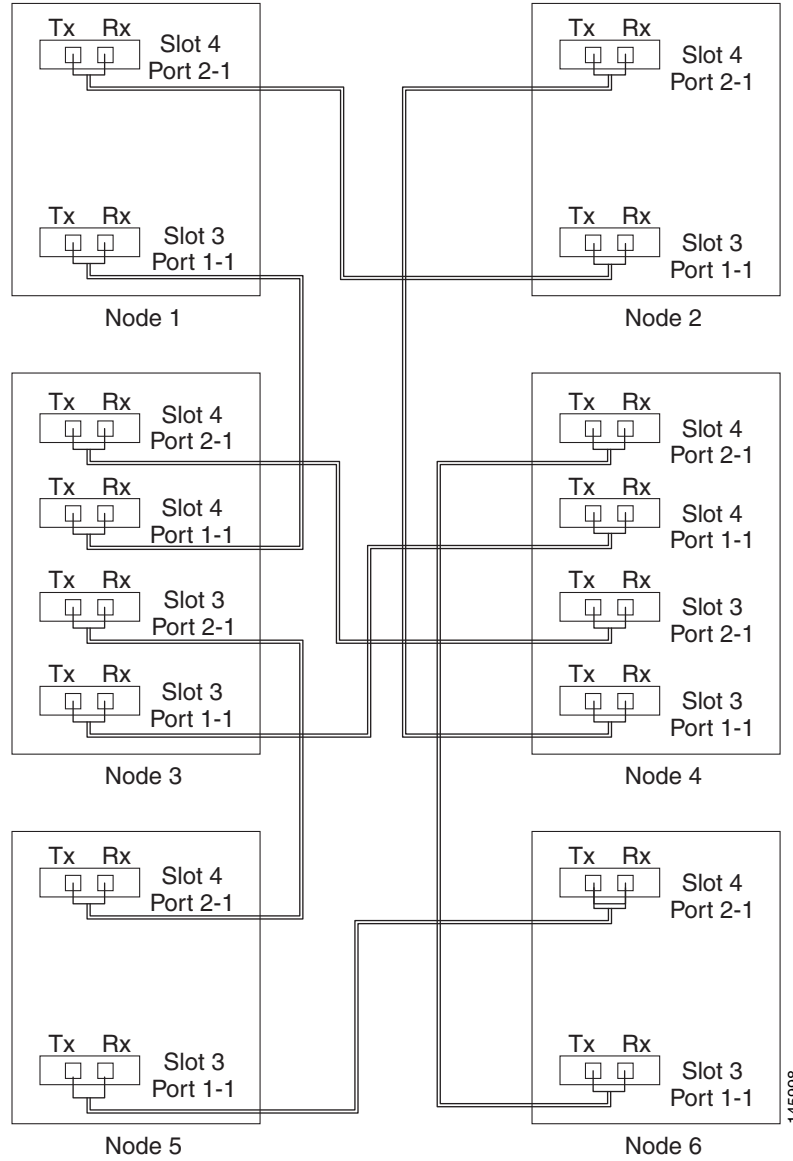 Tx Rx
Slot 4
Port 2-1
Tx Rx
Slot 3
Port 1-1
Node 1
Tx Rx
Slot 4
Port 2-1
Tx Rx
Slot 3
Port 1-1
Node 2
Tx Rx
Slot 4
Port 2-1
Tx Rx
Slot 4
Port 1-1
Tx Rx
Slot 3
Port 2-1
Tx Rx
Slot 3
Port 1-1
Node 3
Tx Rx
Slot 4
Port 2-1
Tx Rx
Slot 4
Port 1-1
Tx Rx
Slot 3
Port 2-1
Tx Rx
Slot 3
Port 1-1
Node 4
Tx Rx
Slot 4
Port 2-1
Tx Rx
Slot 3
Port 1-1
Node 5
Tx Rx
Slot 4
Port 2-1
Tx Rx
Slot 3
Port 1-1
Node 6